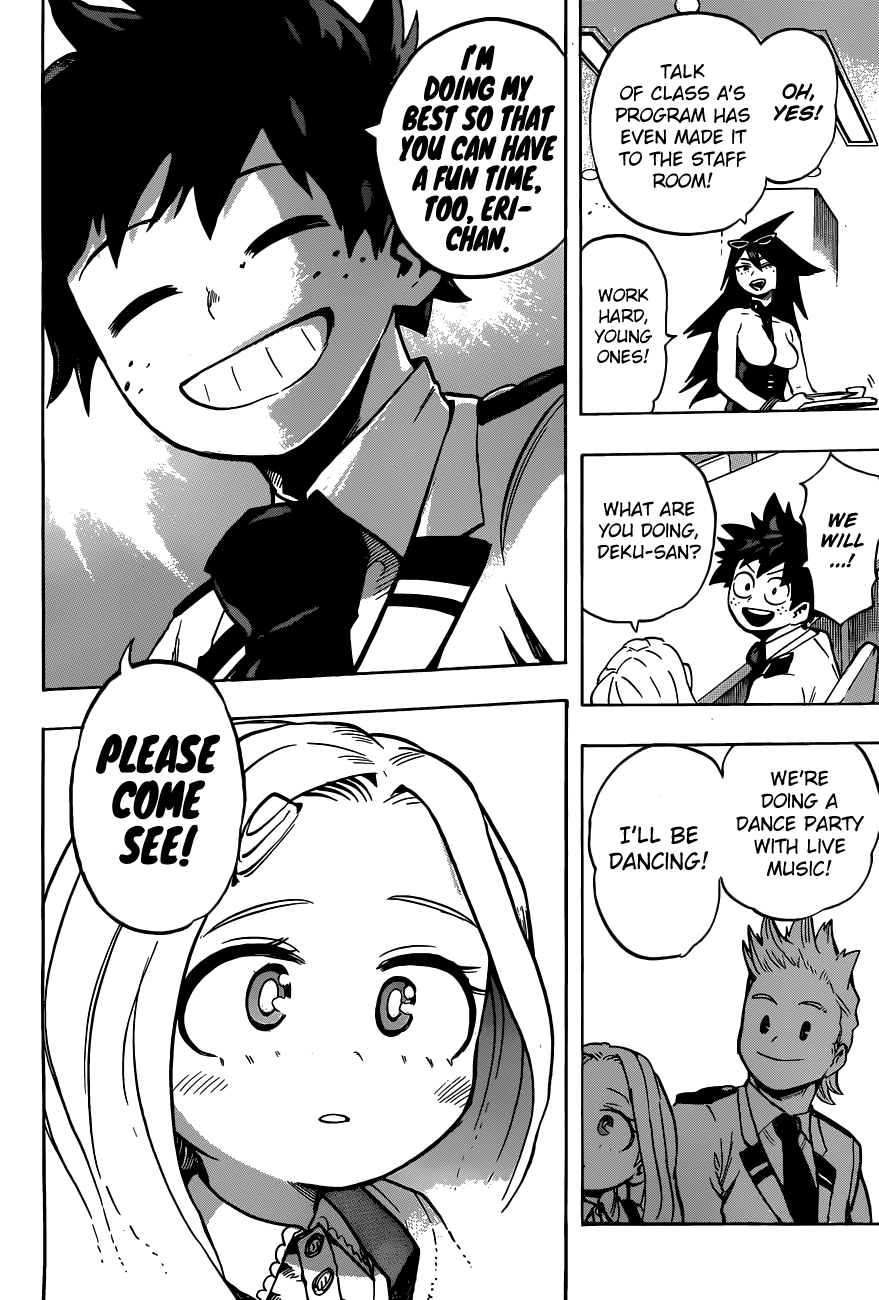 OH,
YES!
TALK
OF CLASS A'S
PROGRAM HAS
EVEN MADE IT
TO THE STAFF
ROOM!
WORK
HARD,
YOUNG
ONES!
WE
WILL
...!
WHAT ARE
YOU DOING,
DEKU-SAN?
WE'RE
DOING A
DANCE PARTY
WITH LIVE
MUSIC!
I'LL BE
DANCING!
I'M
DOING MY
BEST SO THAT
YOU CAN HAVE
A FUN TIME,
TOO, ERI-
CHAN.
PLEASE
COME
SEE!